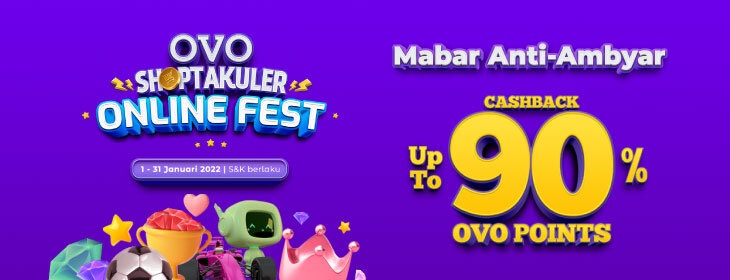 OVO
SHOPTAKULER
ONLINE FEST
1 - 31 Januari 2022 | S&K berlaku
Mabar Anti-Ambyar
CASHBACK
Up To 90 %
OVO POINTS